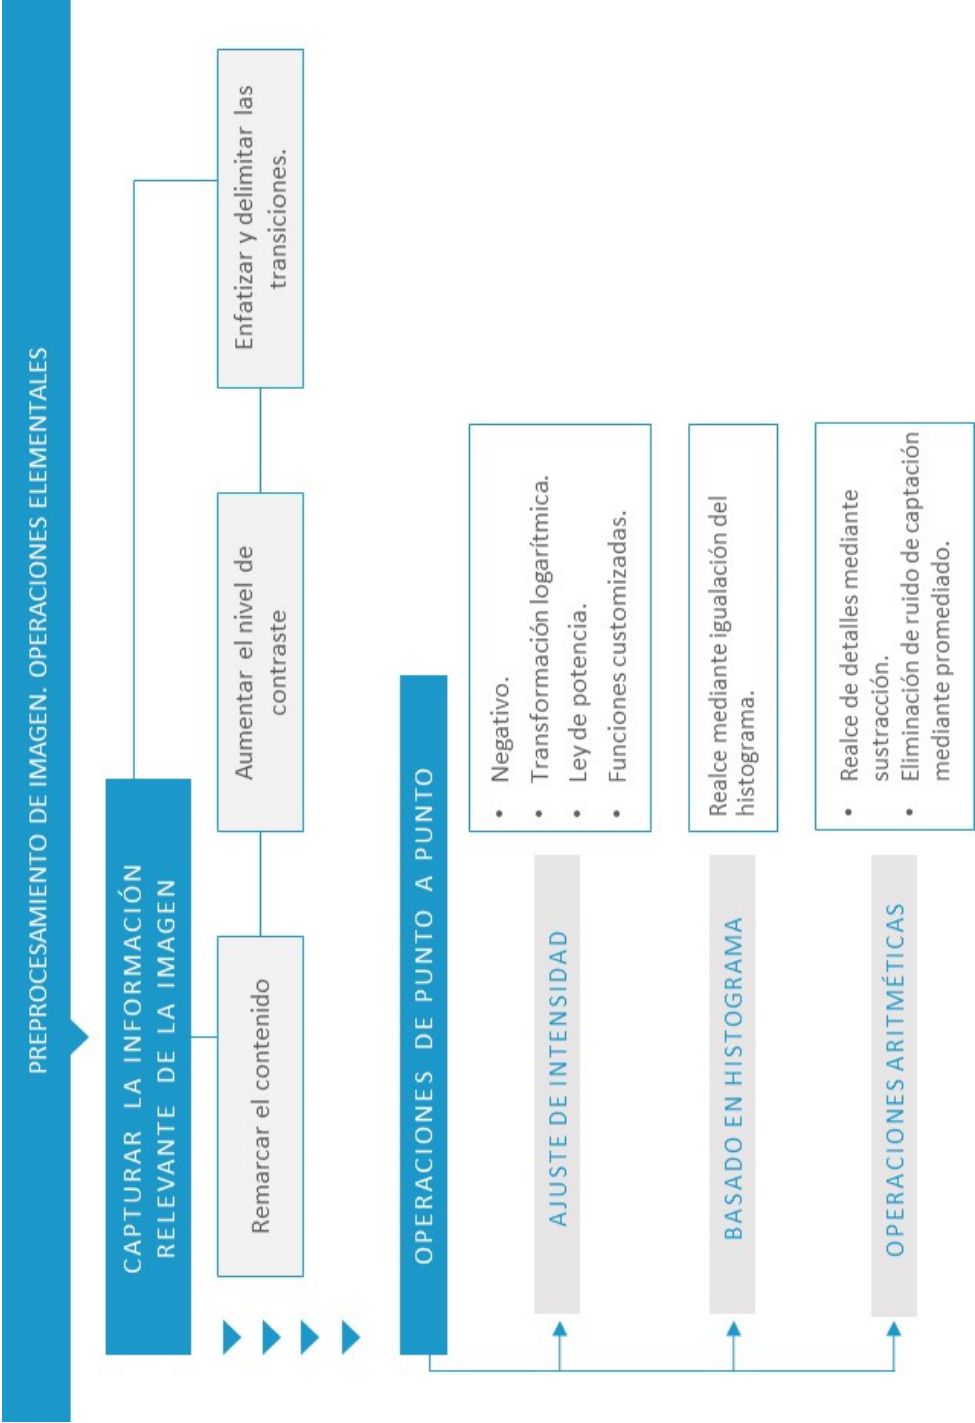 PREPROCESAMIENTO DE IMAGEN. OPERACIONES ELEMENTALES
CAPTURAR LA INFORMACIÓN
RELEVANTE DE LA IMAGEN
Remarcar el contenido
Aumentar el nivel de
contraste
Enfatizar y delimitar las
transiciones.
OPERACIONES DE PUNTO A PUNTO
AJUSTE DE INTENSIDAD
• Negativo.
• Transformación logarítmica.
• Ley de potencia.
• Funciones customizadas.
BASADO EN HISTOGRAMA
Realce mediante igualación del
histograma.
OPERACIONES ARITMÉTICAS
• Realce de detalles mediante
sustracción.
• Eliminación de ruido de captación
mediante promediado.